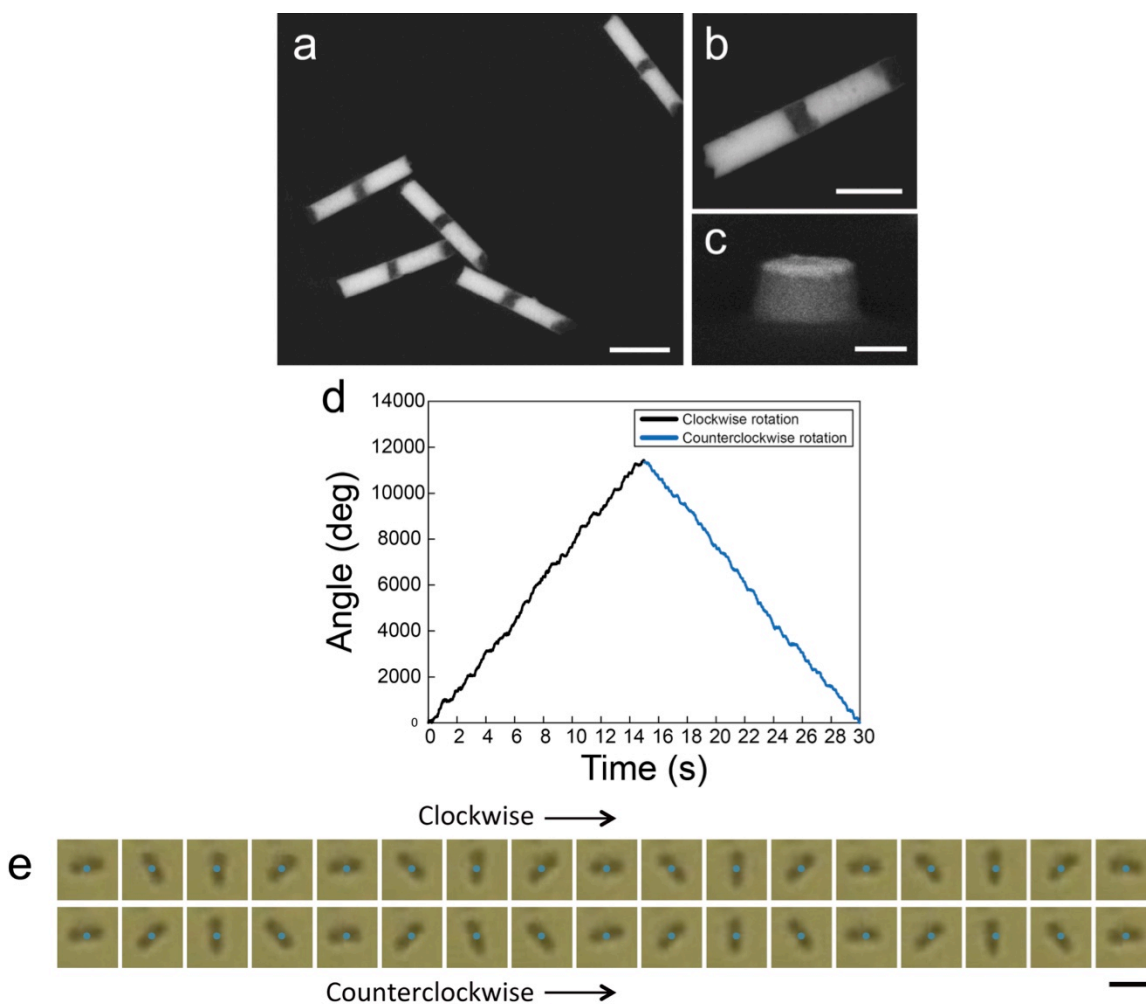 a
b
c
d
14000
12000
10000
8000
6000
4000
2000
0
Angle (deg)
Clockwise rotation
Counterclockwise rotation
0 2 4 6 8 10 12 14 16 18 20 22 24 26 28 30
Time (s)
Clockwise
e
Counterclockwise